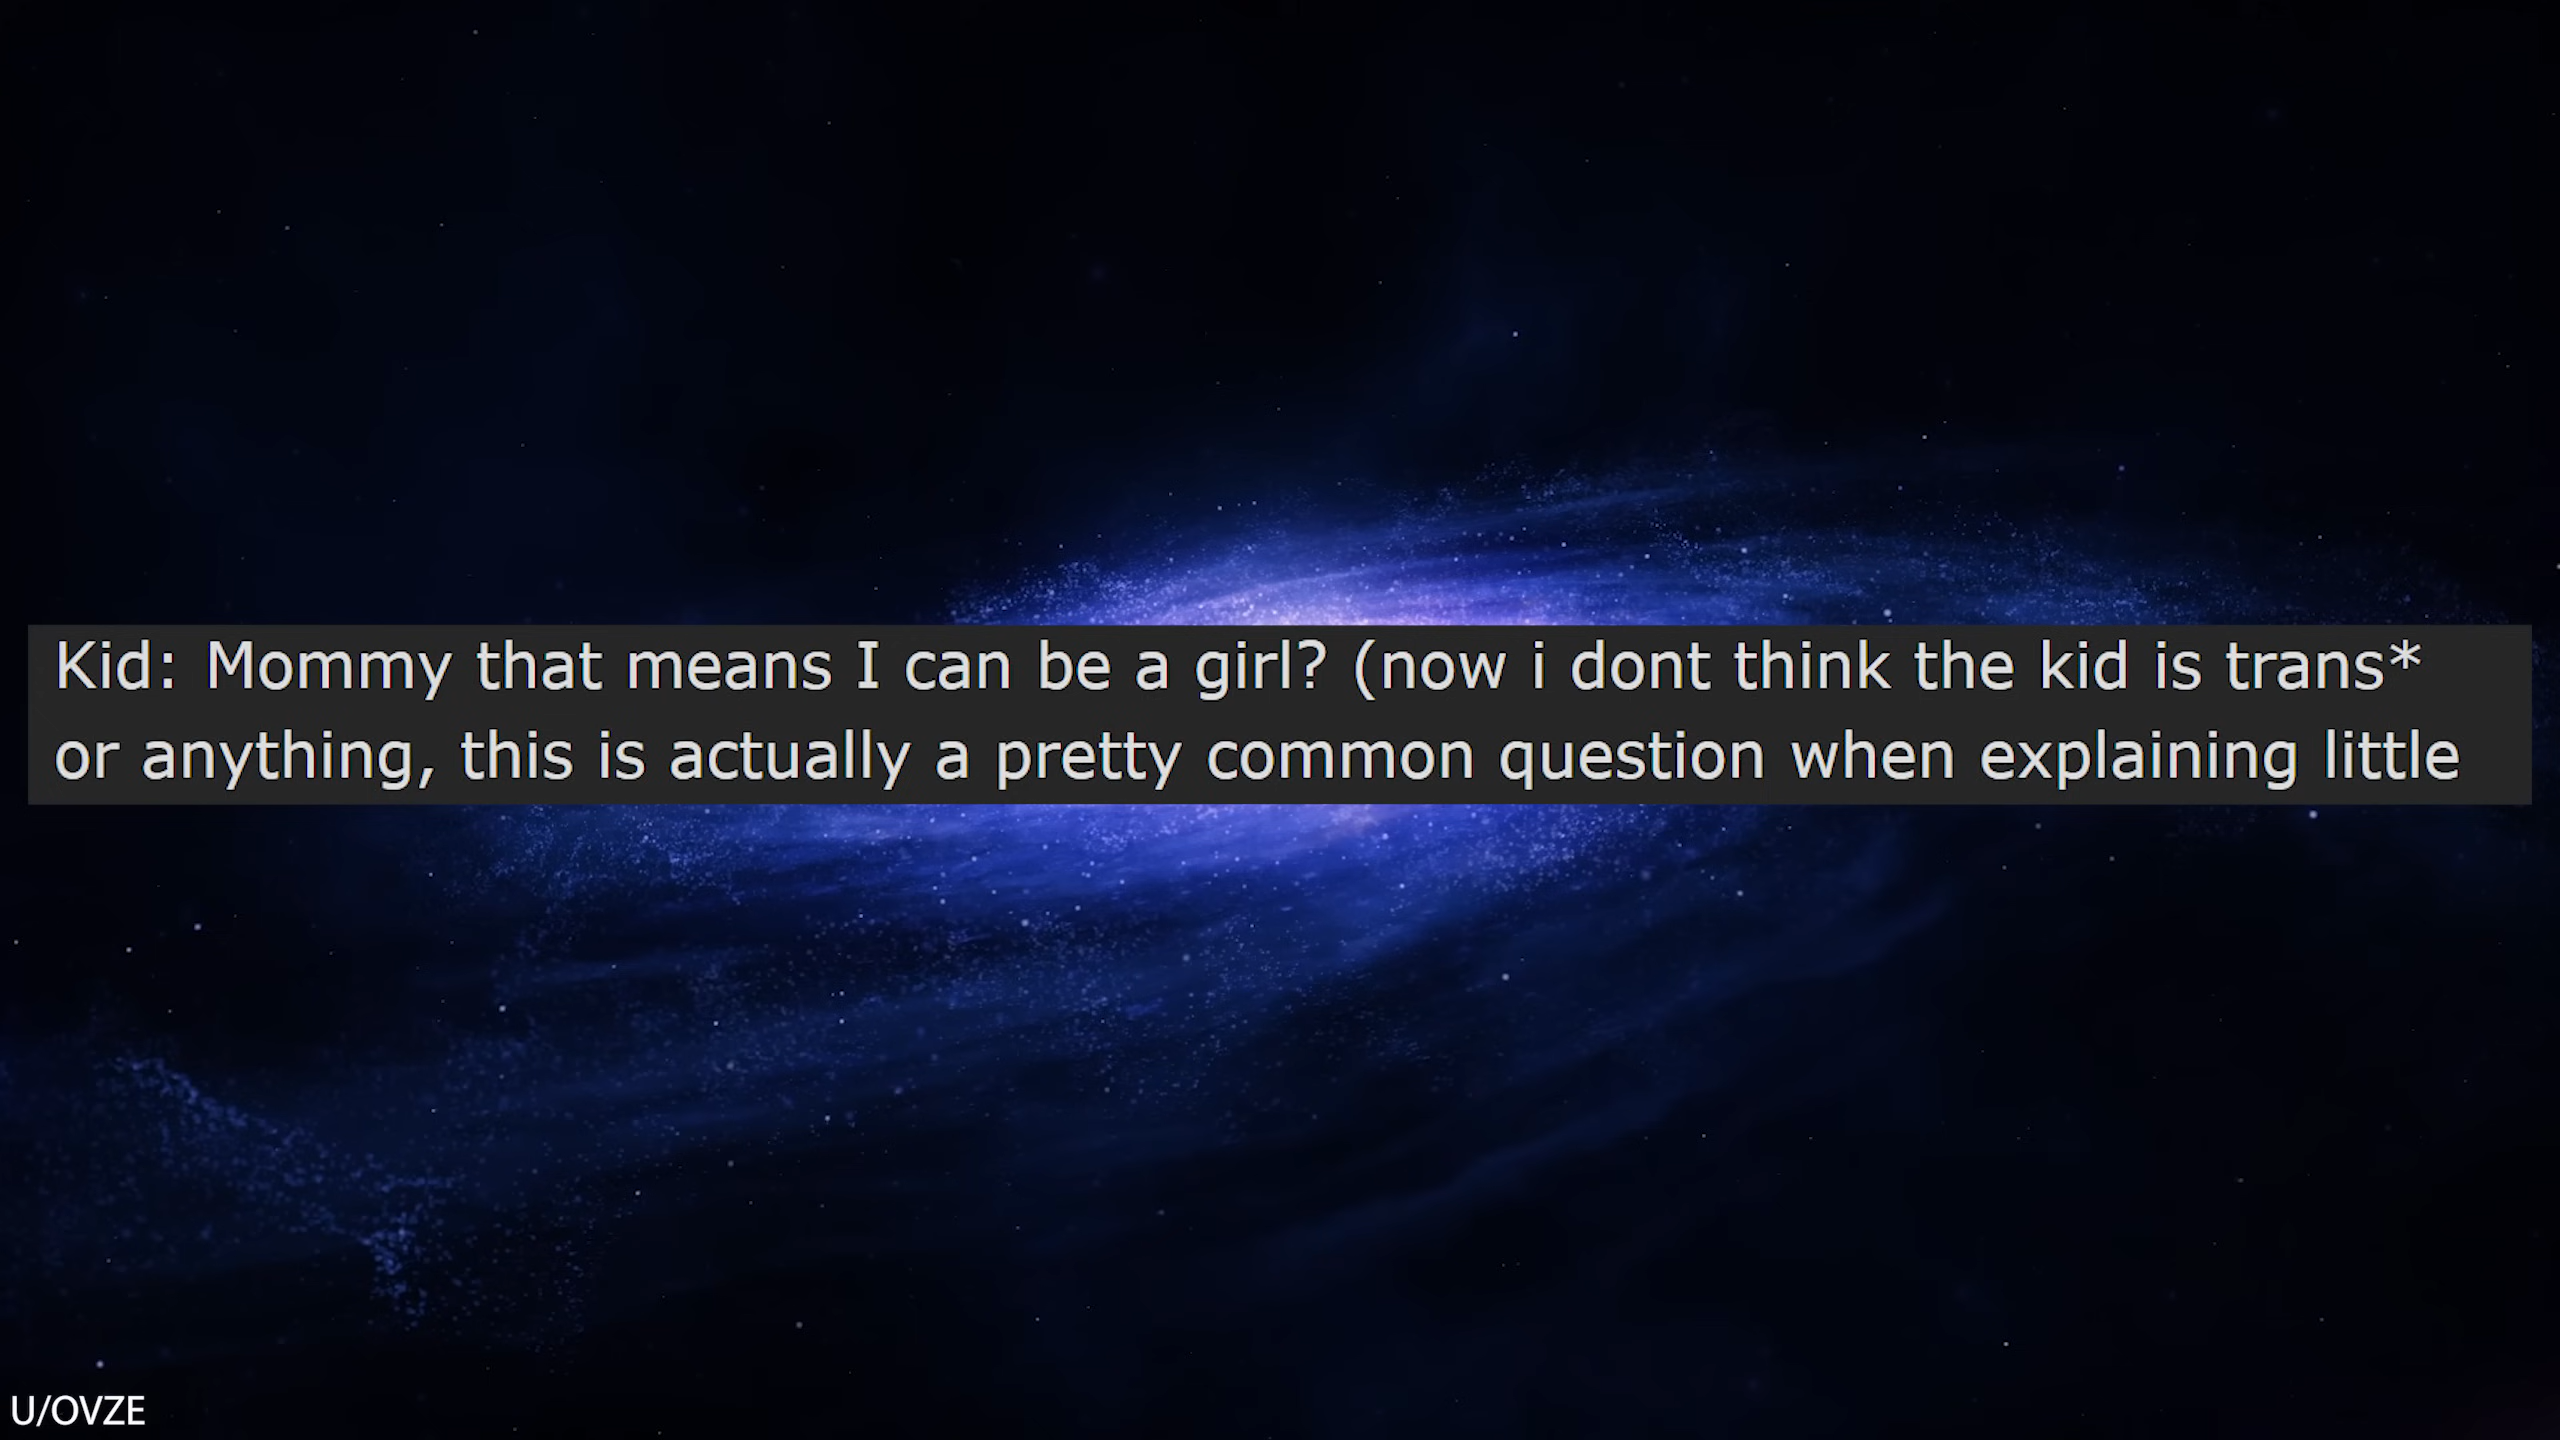 Kid: Mommy that means I can be a girl? (now i dont think the kid is trans*
or anything, this is actually a pretty common question when explaining little
U/OVZE